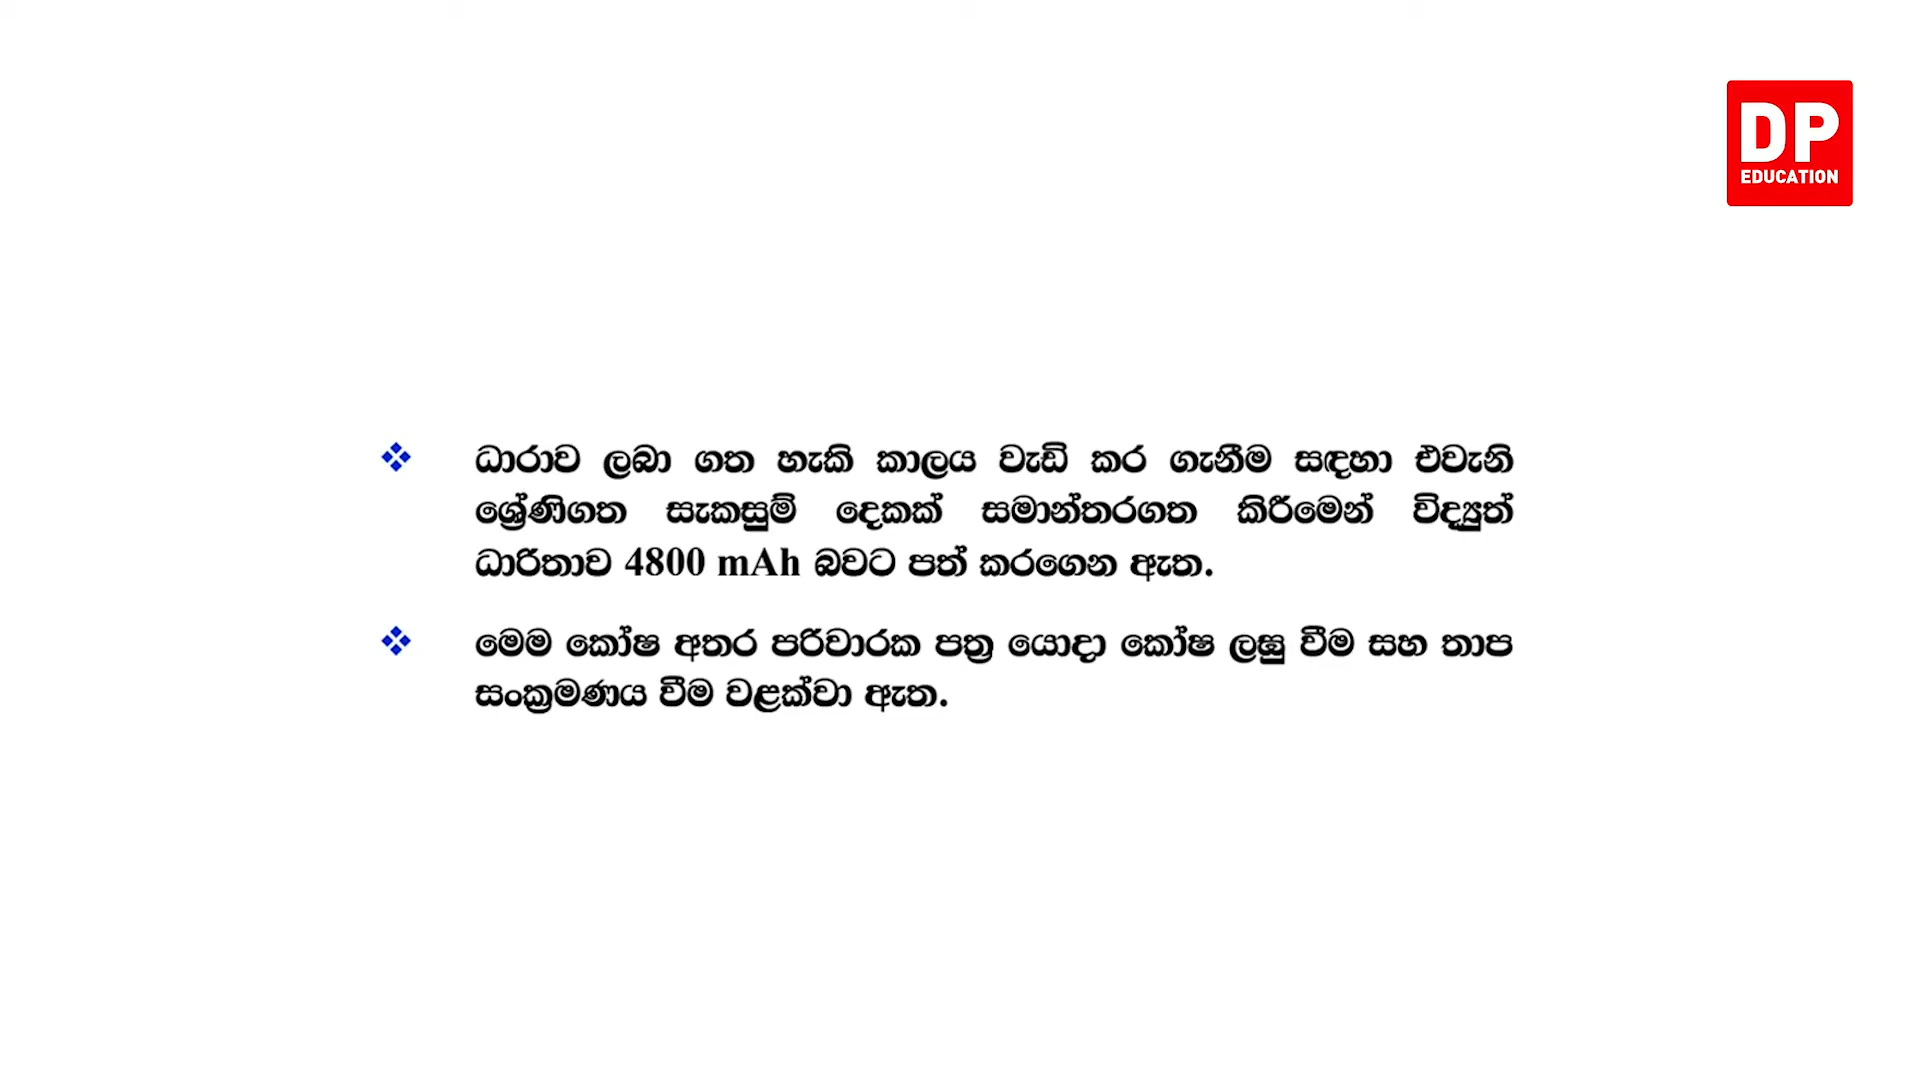 DP
EDUCATION
ධාරාව ලබා ගත හැකි කාලය වැඩි කර ගැනීම සඳහා එවැනි
ශ්‍රේණිගත සැකසුම් දෙකක් සමාන්තරගත කිරීමෙන් විද්‍යුත්
ධාරිතාව 4800 mAh බවට පත් කරගෙන ඇත.
මෙම කෝෂ අතර පරිවාරක පත්‍ර යොදා කෝෂ ලඝු වීම සහ තාප
සංක්‍රමණය වීම වළක්වා ඇත.